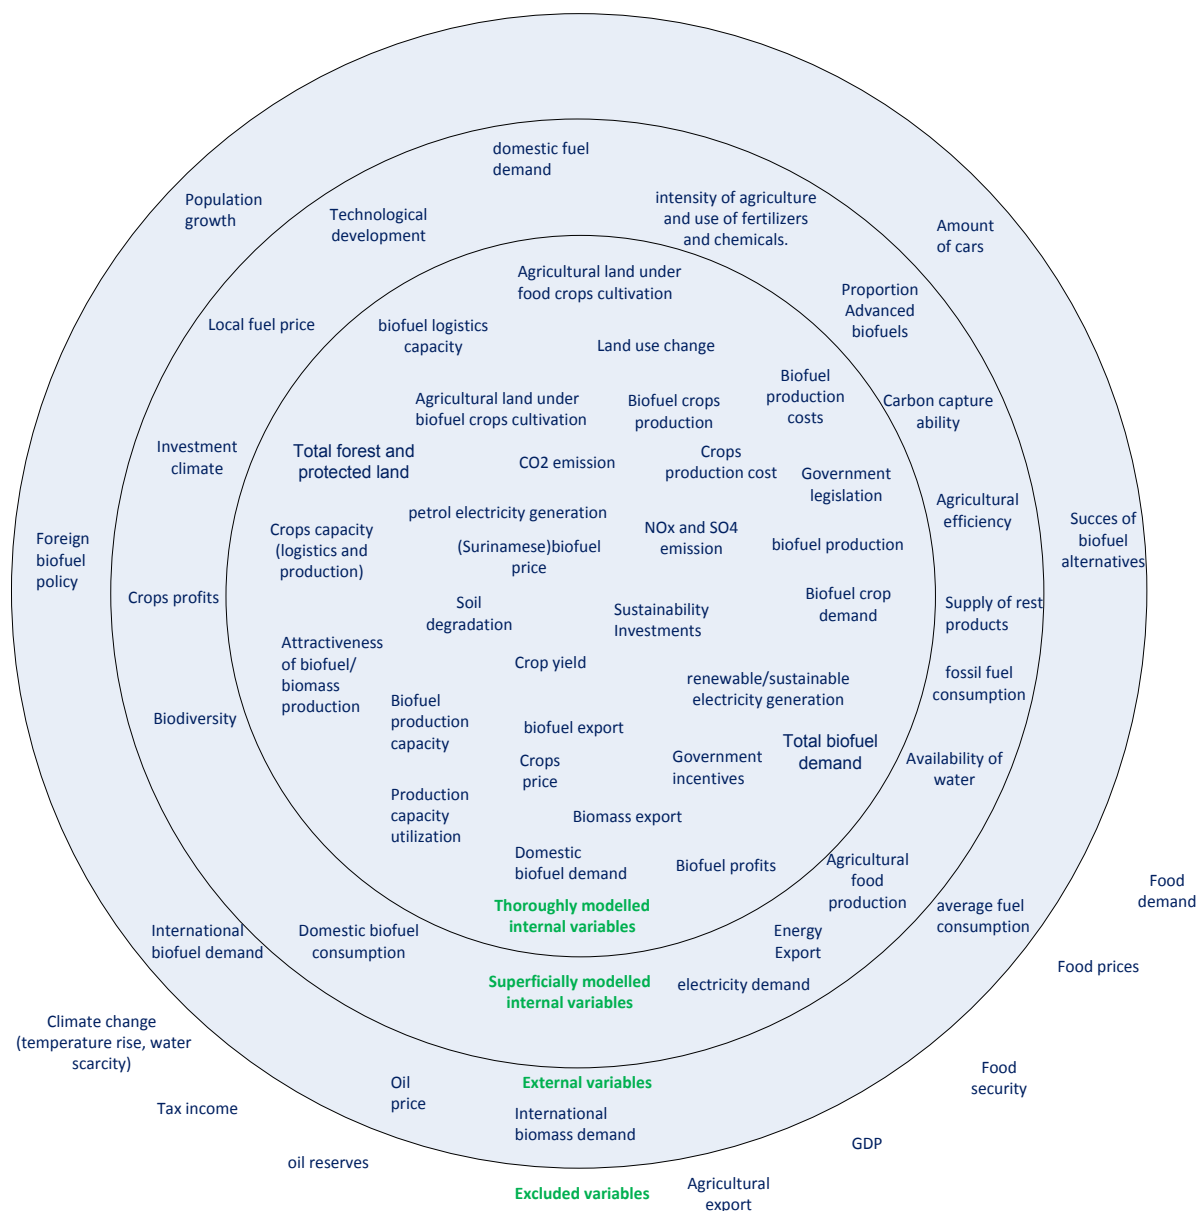 domestic fuel
demand
Population
growth
Technological
development
intensity of agriculture
and use of fertilizers
and chemicals.
Amount
of cars
Agricultural land under
food crops cultivation
Proportion
Advanced
biofuels
Local fuel price
biofuel logistics
capacity
Land use change
Biofuel
production
costs
Agricultural land under
biofuel crops cultivation
Biofuel crops
production
Carbon capture
ability
Investment
climate
Total forest and
protected land
CO2 emission
Crops
production cost
Government
legislation
Agricultural
efficiency
petrol electricity generation
Foreign
biofuel
policy
Crops capacity
(logistics and
production)
(Surinamese)biofuel
price
NOx and SO4
emission
biofuel production
Succes of
biofuel
alternatives
Crops profits
Soil
degradation
Sustainability
Investments
Biofuel crop
demand
Supply of rest
products
Attractiveness
of biofuel/
biomass
production
Crop yield
renewable/sustainable
electricity generation
fossil fuel
consumption
Biodiversity
Biofuel
production
capacity
biofuel export
Crops
price
Government
incentives
Total biofuel
demand
Availability of
water
Production
capacity
utilization
Biomass export
Domestic
biofuel demand
Biofuel profits
Agricultural
food
production
Food
demand
Thoroughly modelled
internal variables
average fuel
consumption
International
biofuel demand
Domestic biofuel
consumption
Energy
Export
Food prices
Superficially modelled
internal variables
electricity demand
Climate change
(temperature rise, water
scarcity)
Food
security
Oil
price
External variables
Tax income
International
biomass demand
GDP
oil reserves
Excluded variables
Agricultural
export